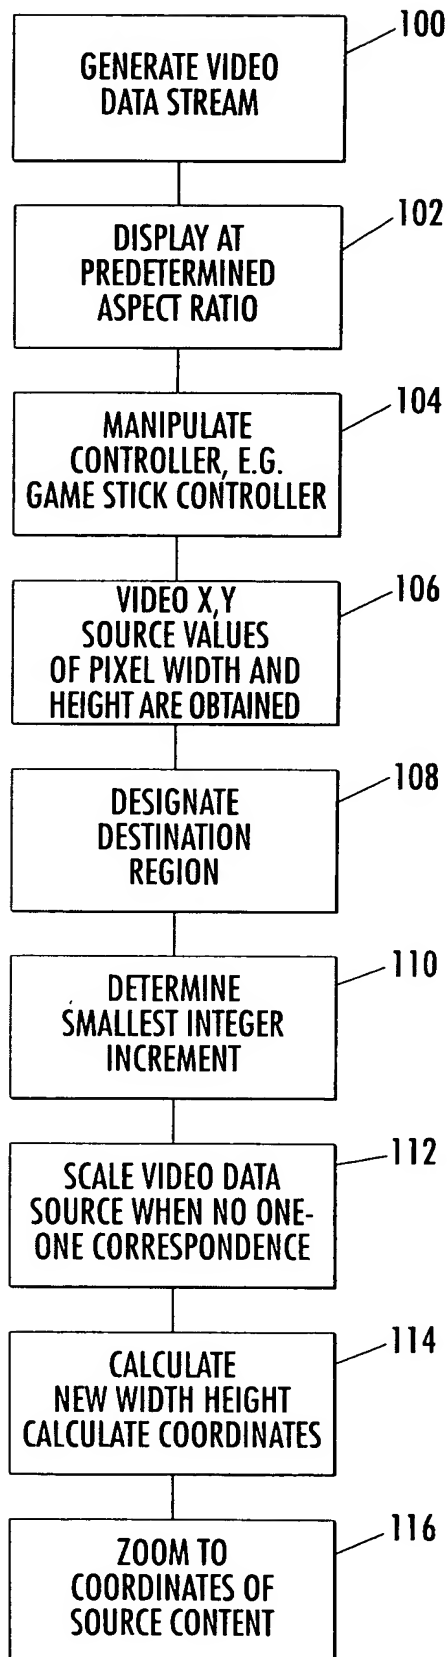 100
GENERATE VIDEO
DATA STREAM
102
DISPLAY AT
PREDETERMINED
ASPECT RATIO
104
MANIPULATE
CONTROLLER, E.G.
GAME STICK CONTROLLER
106
VIDEO X,Y
SOURCE VALUES
OF PIXEL WIDTH AND
HEIGHT ARE OBTAINED
108
DESIGNATE
DESTINATION
REGION
110
DETERMINE
SMALLEST INTEGER
INCREMENT
112
SCALE VIDEO DATA
SOURCE WHEN NO ONE-
ONE CORRESPONDENCE
114
CALCULATE
NEW WIDTH HEIGHT
CALCULATE COORDINATES
116
ZOOM TO
COORDINATES OF
SOURCE CONTENT